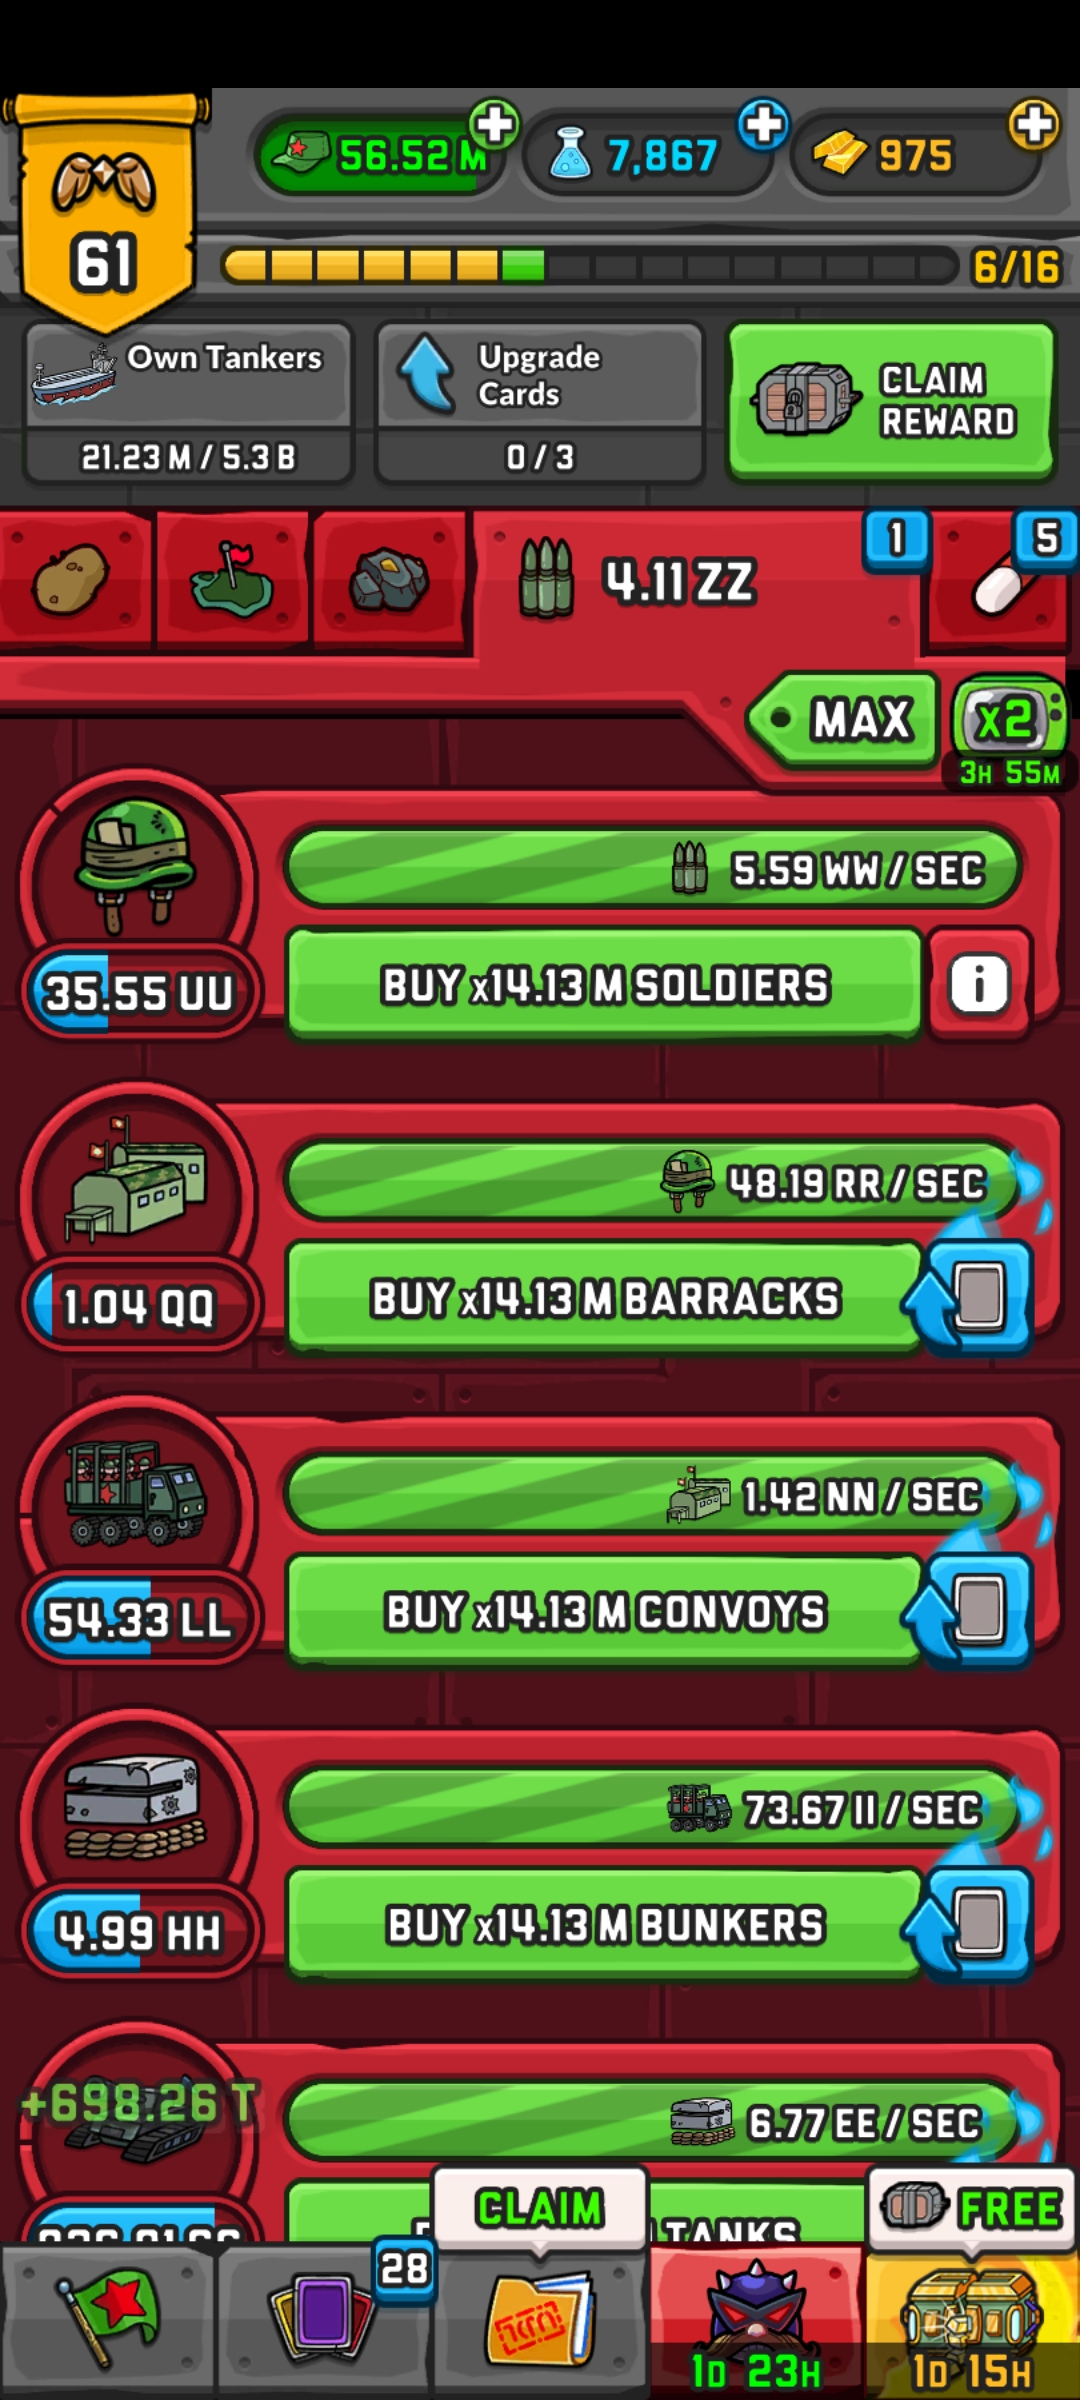 56.52 M
7,867
975
61
6/16
Own Tankers
21.23 M / 5.3 B
Upgrade
Cards
0 / 3
CLAIM
REWARD
4.11 ZZ
1
5
MAX
x2
3H 55M
5.59 WW / SEC
35.55 UU
BUY x14.13 M SOLDIERS
i
48.19 RR / SEC
1.04 QQ
BUY x14.13 M BARRACKS
1.42 NN / SEC
54.33 LL
BUY x14.13 M CONVOYS
73.67 II / SEC
4.99 HH
BUY x14.13 M BUNKERS
+698.26 T
6.77 EE / SEC
TANKS
CLAIM
FREE
28
1D 23H
1D 15H